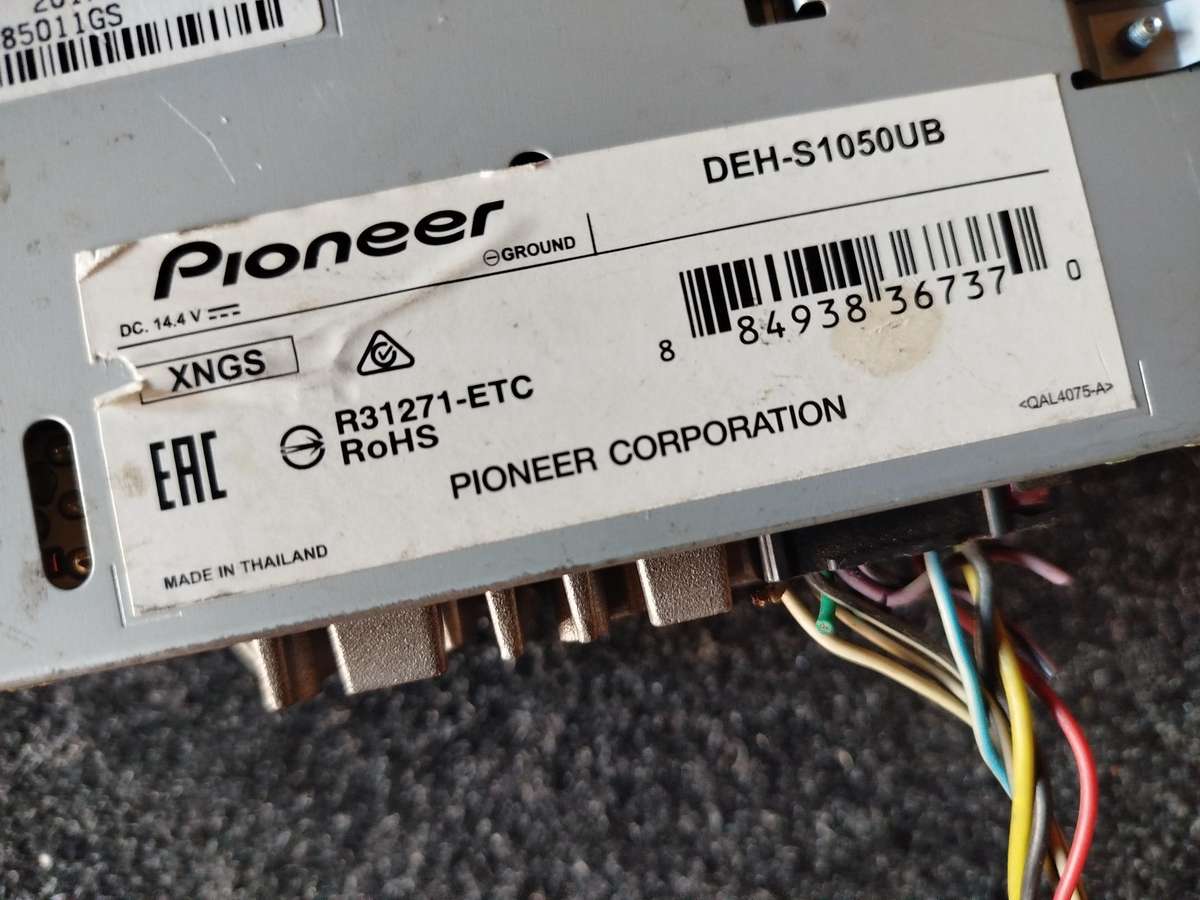 85011GS
DEH-S1050UB
Pioneer
⊖GROUND
DC. 14.4 V
XNGS
8 84938 36737 0
R31271-ETC
RoHS
EAC
PIONEER CORPORATION
<QAL4075-A>
MADE IN THAILAND